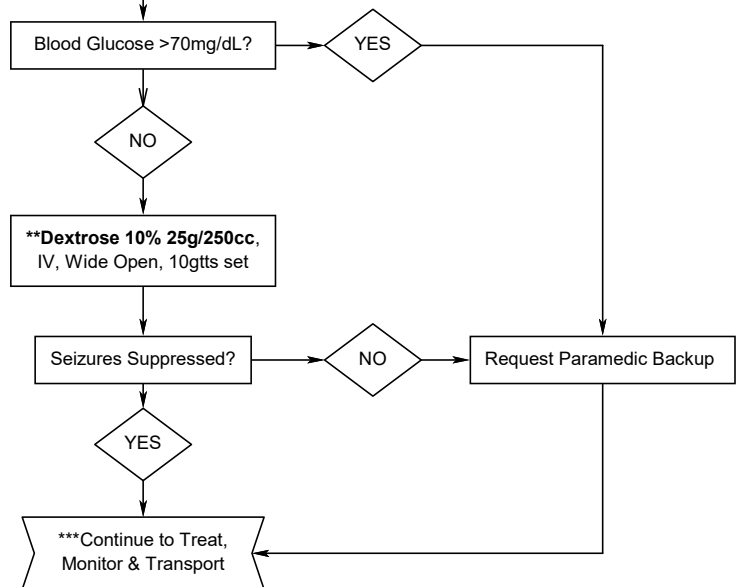 Blood Glucose >70mg/dL?
YES
NO
**Dextrose 10% 25g/250cc,
IV, Wide Open, 10gtts set
Seizures Suppressed?
NO
Request Paramedic Backup
YES
***Continue to Treat,
Monitor & Transport